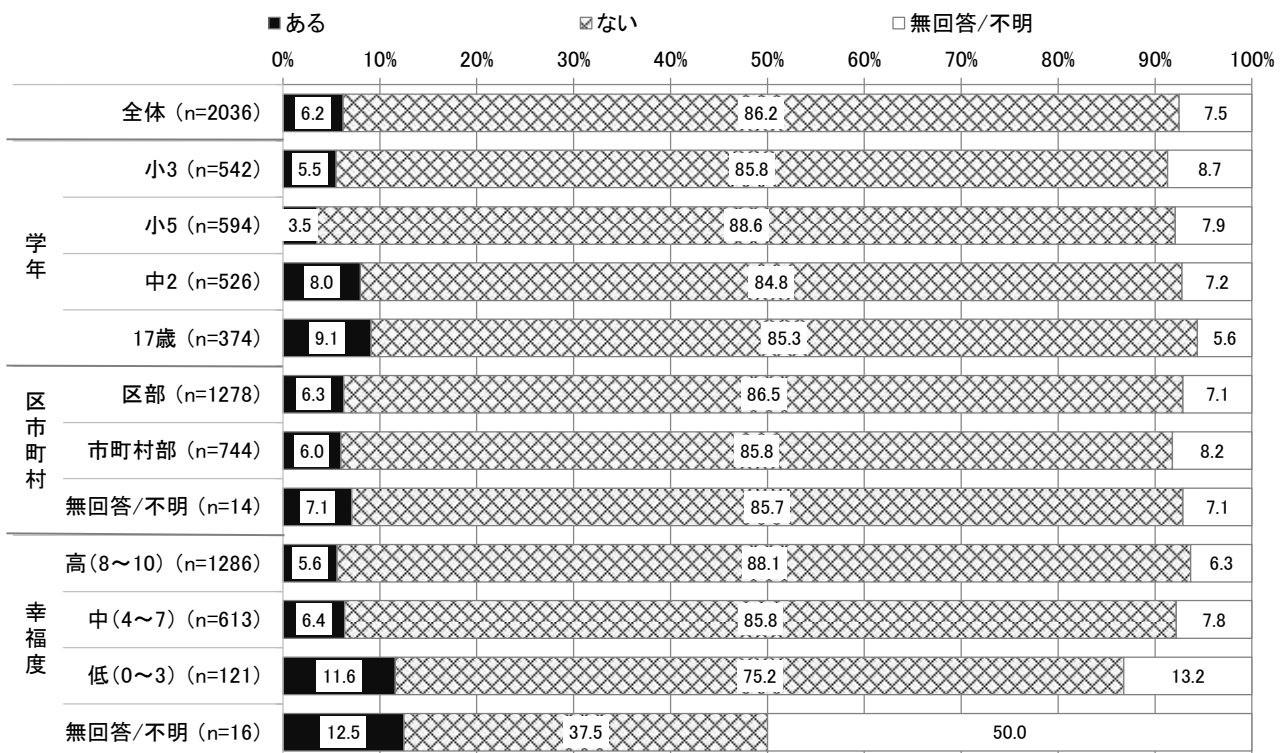 ■ある ないの □無回答/不明
0% 10% 20% 30% 40% 50% 60% 70% 80% 90% 100%
全体 (n=2036) 6.2 86.2 7.5
学年
小3 (n=542) 5.5 85.8 8.7
小5 (n=594) 3.5 88.6 7.9
中2 (n=526) 8.0 84.8 7.2
17歳 (n=374) 9.1 85.3 5.6
区市町村
区部 (n=1278) 6.3 86.5 7.1
市町村部 (n=744) 6.0 85.8 8.2
無回答/不明 (n=14) 7.1 85.7 7.1
幸福度
高(8~10) (n=1286) 5.6 88.1 6.3
中(4~7) (n=613) 6.4 85.8 7.8
低(0~3) (n=121) 11.6 75.2 13.2
無回答/不明 (n=16) 12.5 37.5 50.0